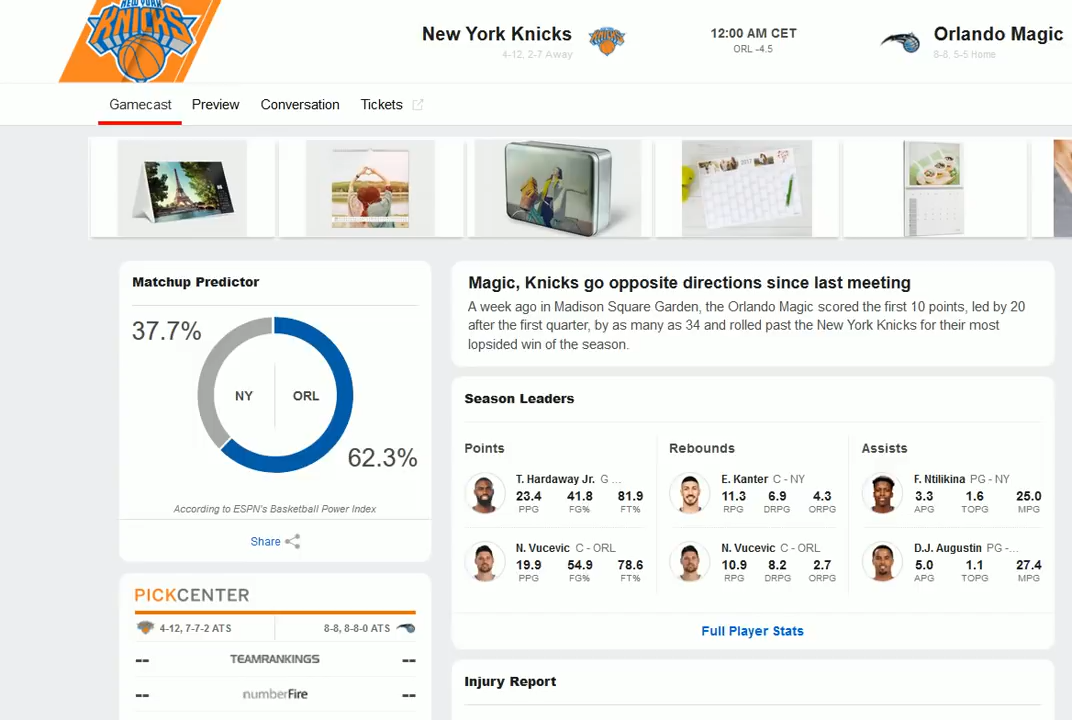 NEW YORK
KNICKS
New York Knicks
4-12, 2-7 Away
12:00 AM CET
ORL -4.5
Orlando Magic
8-8, 5-5 Home
Gamecast Preview Conversation Tickets
2017
Matchup Predictor
37.7%
NY ORL
62.3%
According to ESPN's Basketball Power Index
Share
PICKCENTER
4-12, 7-7-2 ATS 8-8, 8-8-0 ATS
-- TEAMRANKINGS --
-- numberFire --
Magic, Knicks go opposite directions since last meeting
A week ago in Madison Square Garden, the Orlando Magic scored the first 10 points, led by 20
after the first quarter, by as many as 34 and rolled past the New York Knicks for their most
lopsided win of the season.
Season Leaders
Points Rebounds Assists
T. Hardaway Jr. G ... E. Kanter C - NY F. Ntilikina PG - NY
23.4 41.8 81.9 11.3 6.9 4.3 3.3 1.6 25.0
PPG FG% FT% RPG DRPG ORPG APG TOPG MPG
N. Vucevic C - ORL N. Vucevic C - ORL D.J. Augustin PG -...
19.9 54.9 78.6 10.9 8.2 2.7 5.0 1.1 27.4
PPG FG% FT% RPG DRPG ORPG APG TOPG MPG
Full Player Stats
Injury Report